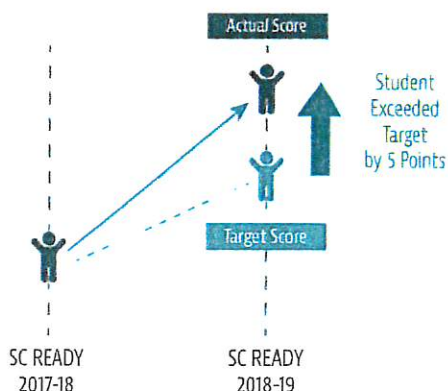 Actual Score
Student
Exceeded
Target
by 5 Points
Target Score
SC READY
2017-18
SC READY
2018-19